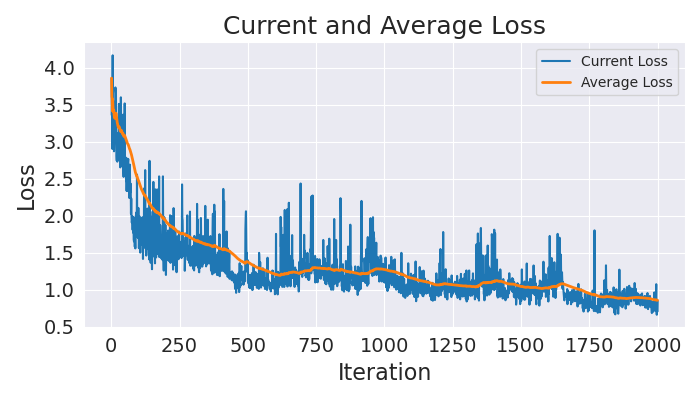 Current and Average Loss
Current Loss
Average Loss
Loss
4.0
3.5
3.0
2.5
2.0
1.5
1.0
0.5
0 250 500 750 1000 1250 1500 1750 2000
Iteration